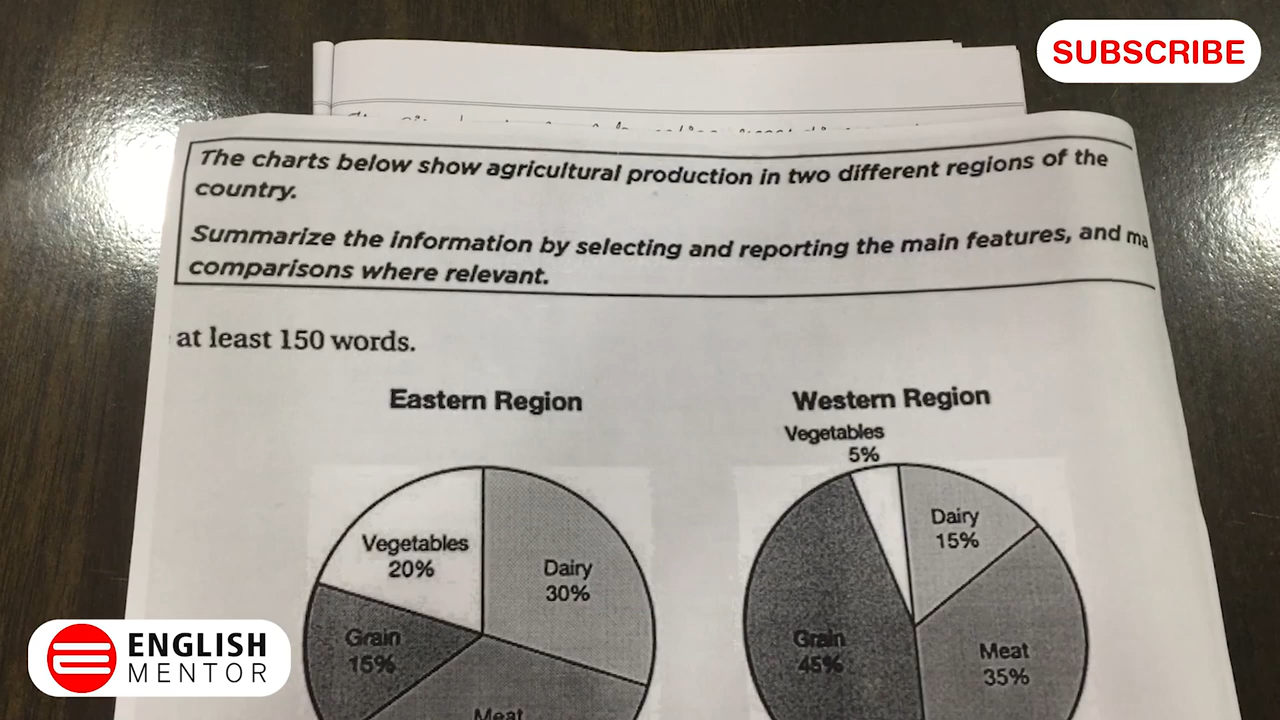 SUBSCRIBE
The charts below show agricultural production in two different regions of the
country.
Summarize the information by selecting and reporting the main features, and ma
comparisons where relevant.
at least 150 words.
Eastern Region
Western Region
Vegetables
5%
Vegetables
20%
Dairy
30%
Grain
15%
Meat
Dairy
15%
Grain
45%
Meat
35%
ENGLISH
MENTOR